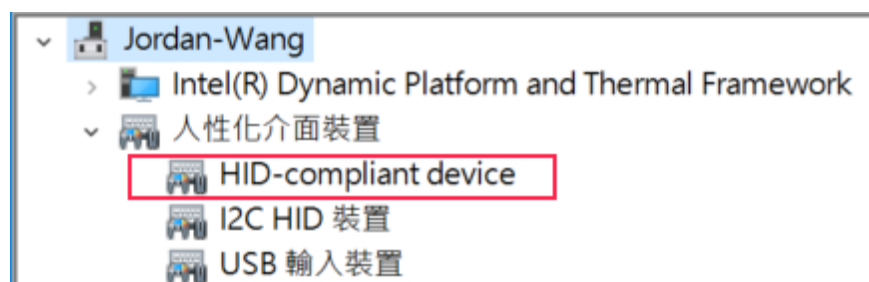 Jordan-Wang
Intel(R) Dynamic Platform and Thermal Framework
人性化介面裝置
HID-compliant device
I2C HID 裝置
USB 輸入裝置